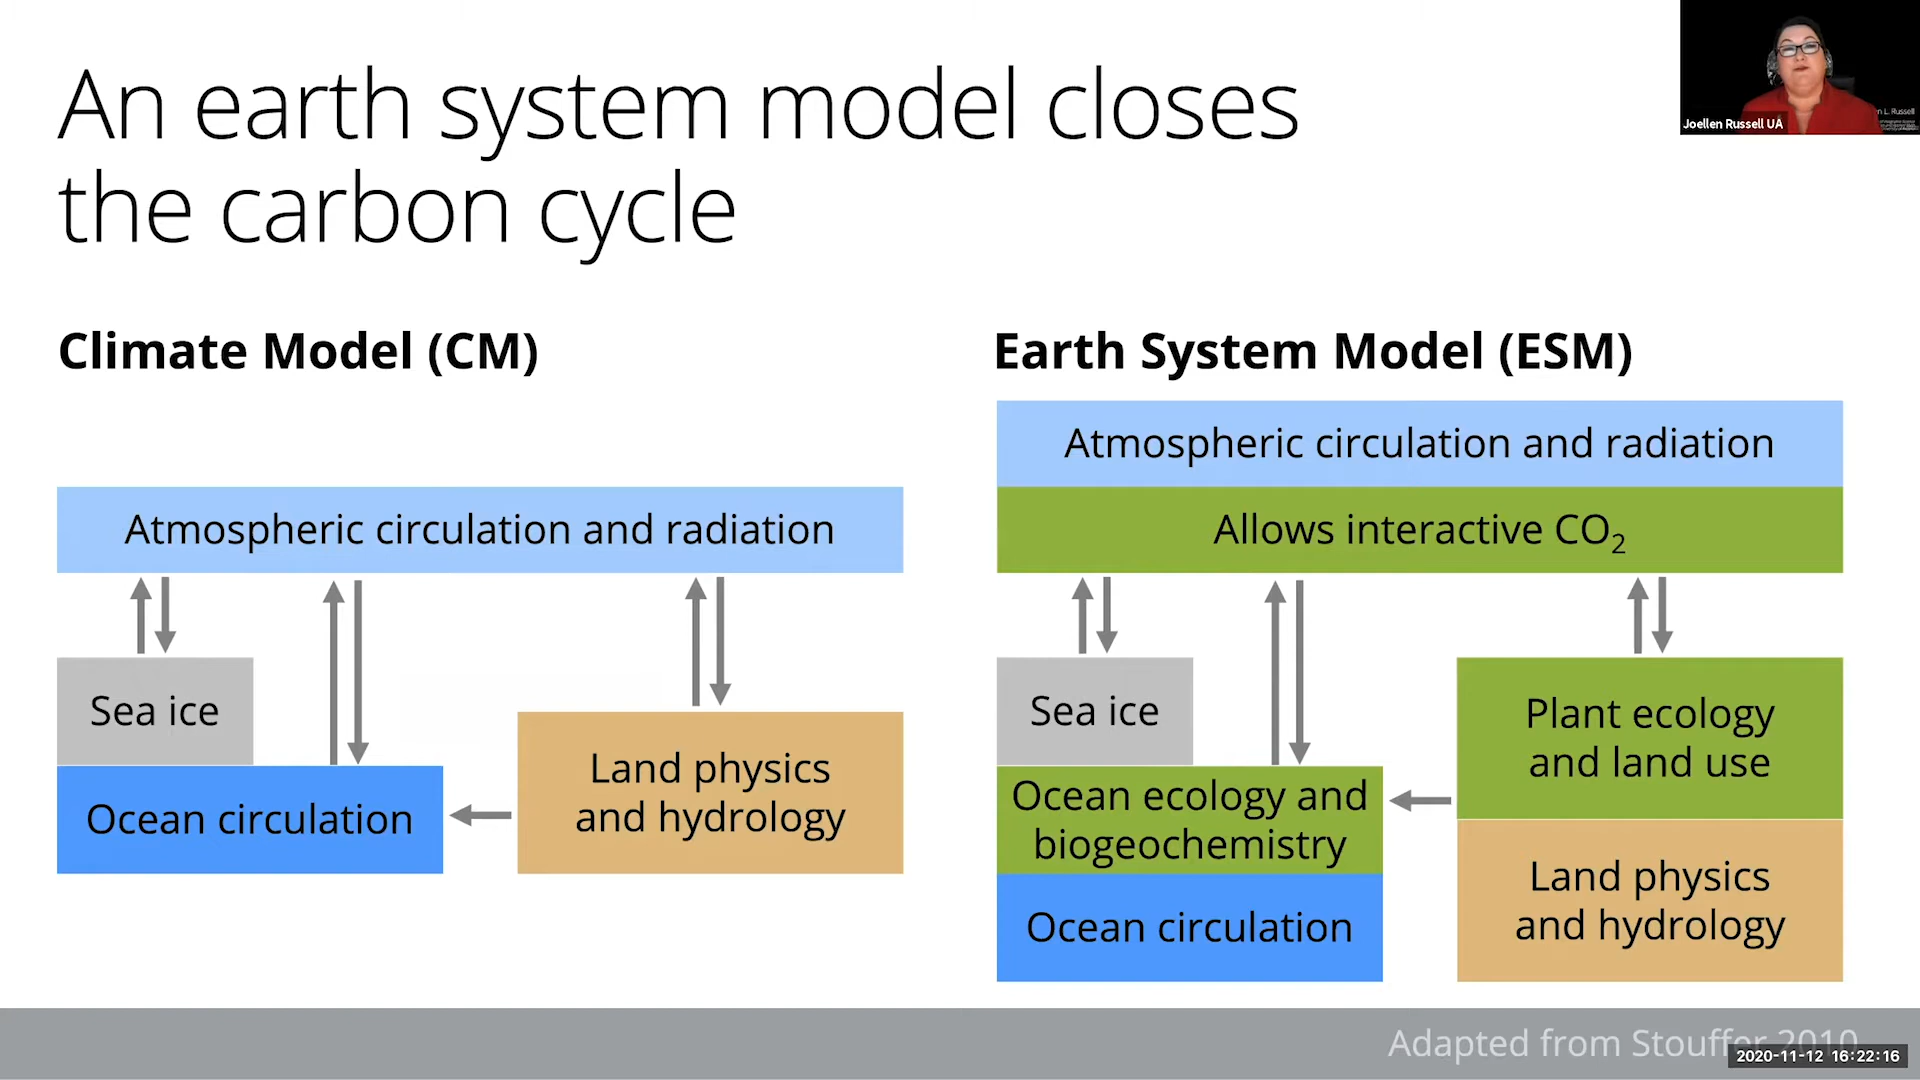 An earth system model closes
the carbon cycle
Joellen Russell UA
Climate Model (CM)
Atmospheric circulation and radiation
Sea ice
Ocean circulation
Land physics
and hydrology
Earth System Model (ESM)
Atmospheric circulation and radiation
Allows interactive CO₂
Sea ice
Ocean ecology and
biogeochemistry
Ocean circulation
Plant ecology
and land use
Land physics
and hydrology
Adapted from Stouffer 2010
2020-11-12 16:22:16